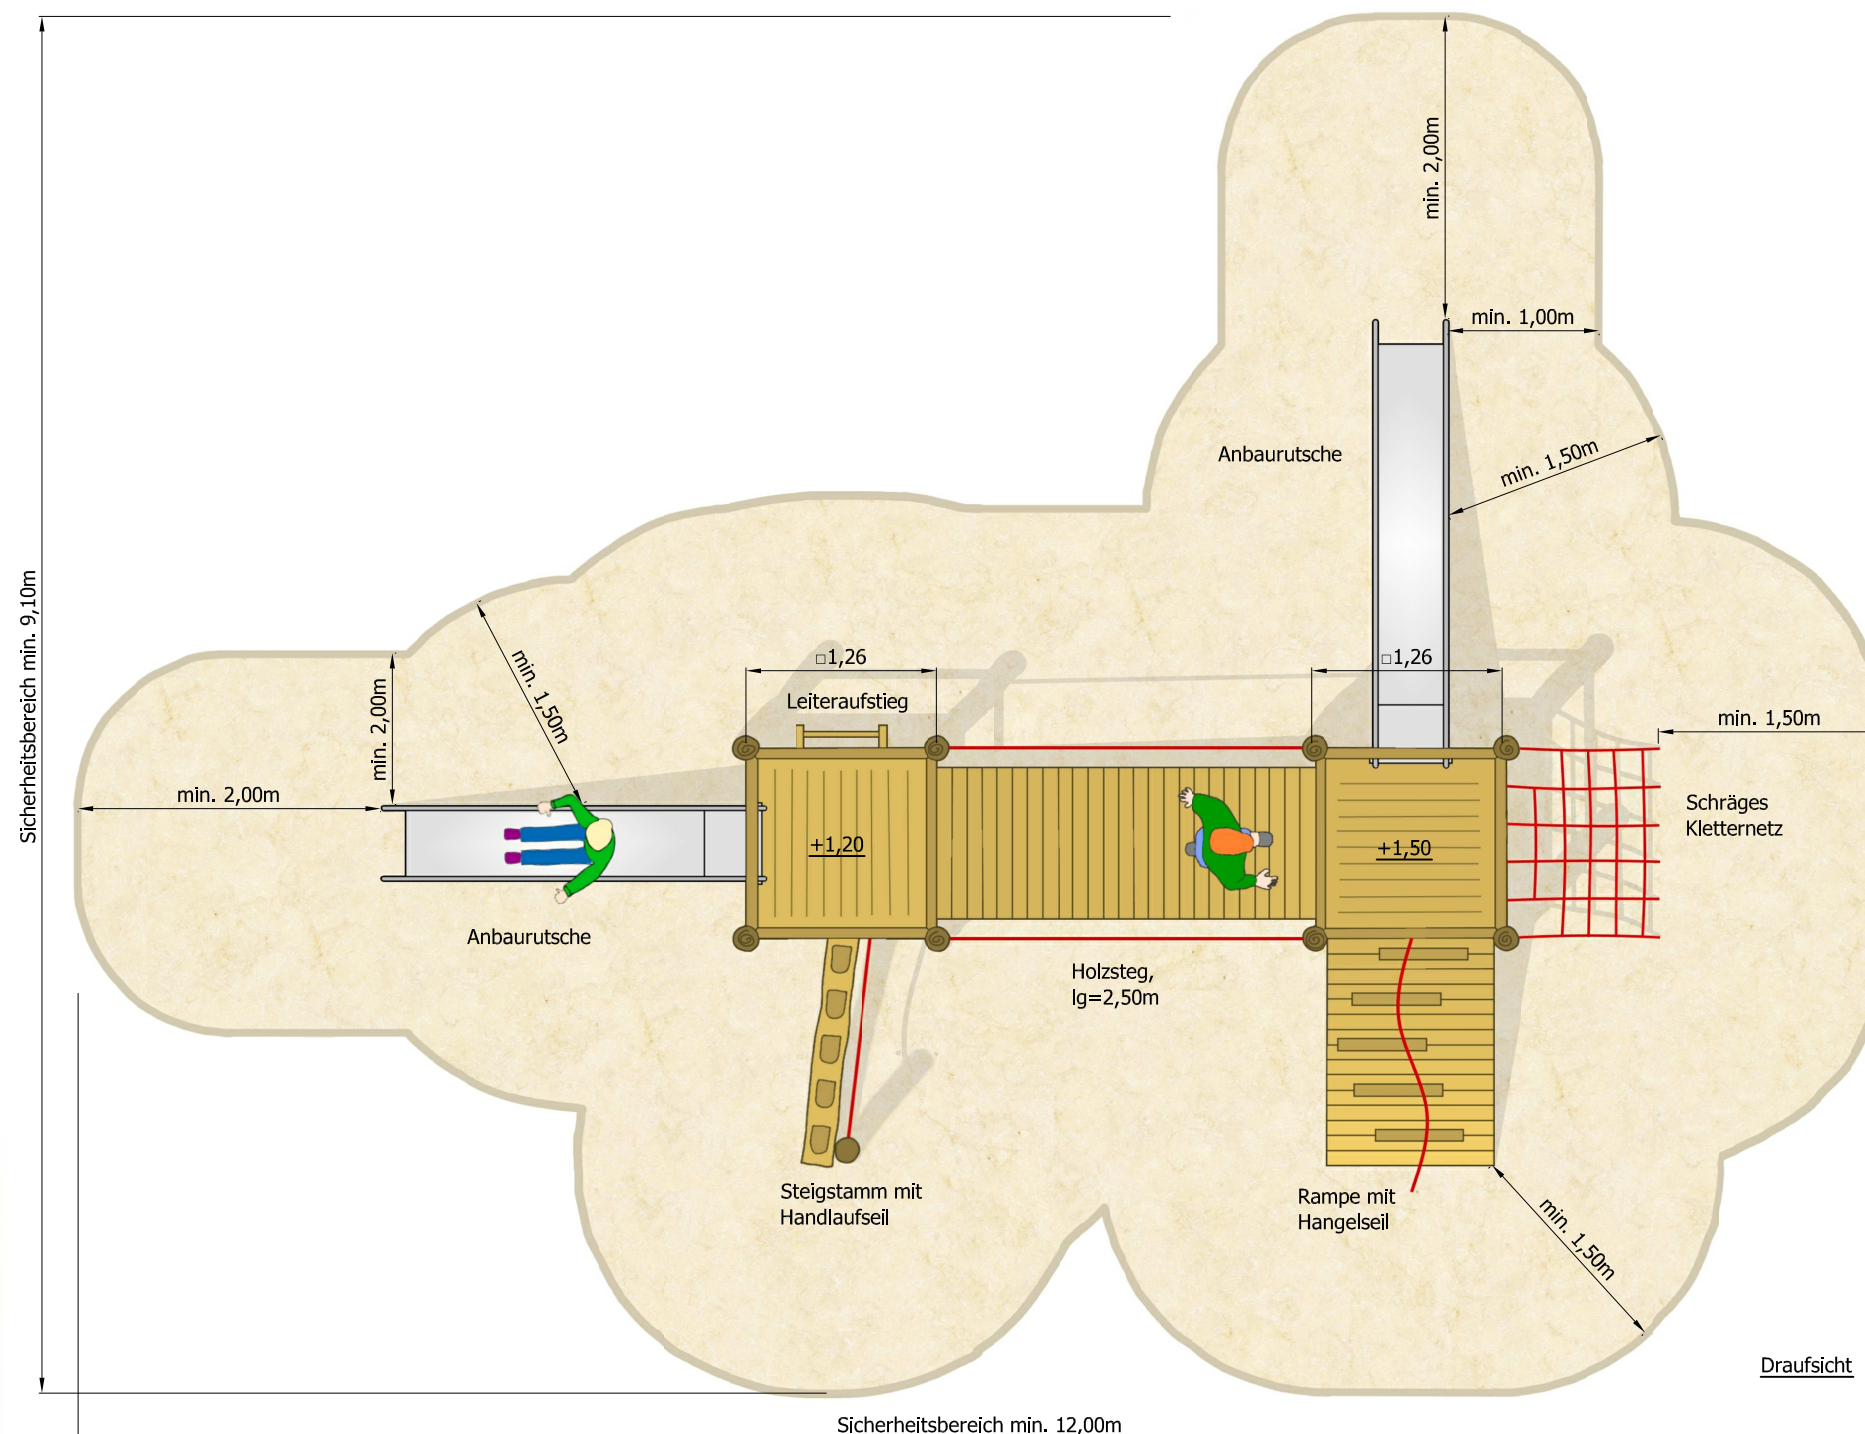 min. 2,00m
min. 1,00m
Anbaurutsche
min. 1,50m
Sicherheitsbereich min. 9,10m
min. 1,50m
min. 2,00m
□1,26
□1,26
Leiteraufstieg
min. 1,50m
min. 2,00m
Schräges
Kletternetz
+1,20
+1,50
Anbaurutsche
Holzsteg,
lg=2,50m
Steigstamm mit
Handlaufseil
Rampe mit
Hangelseil
min. 1,50m
Draufsicht
Sicherheitsbereich min. 12,00m